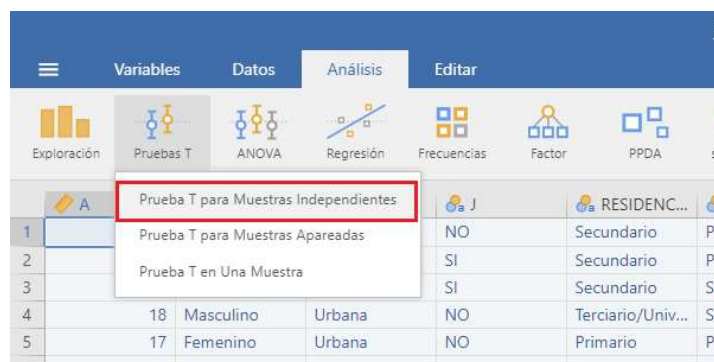 Variables Datos Análisis Editar
Exploración Pruebas T ANOVA Regresión Frecuencias Factor PPDA
Prueba T para Muestras Independientes
Prueba T para Muestras Apareadas
Prueba T en Una Muestra
A J RESIDENC...
1 NO Secundario P
2 SI Secundario P
3 SI Secundario S
4 18 Masculino Urbana NO Terciario/Univ... S
5 17 Femenino Urbana NO Primario P